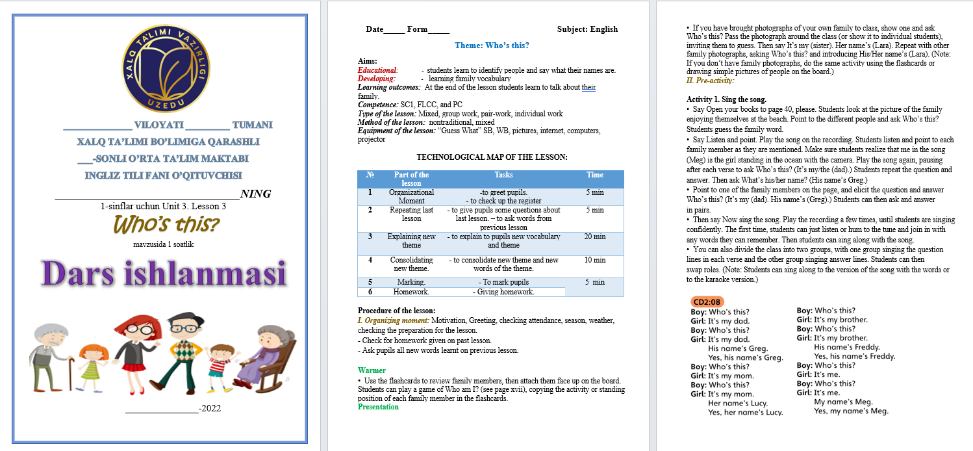 XALQ TA'LIMI VAZIRLIGI
UZEDU
____________ VILOYATI ________ TUMANI
XALQ TA'LIMI BO'LIMIGA QARASHLI
___-SONLI O'RTA TA'LIM MAKTABI
INGLIZ TILI FANI O'QITUVCHISI
______________________________NING
1-sinflar uchun Unit 3. Lesson 3
Who's this?
mavzusida 1 soatlik
Dars ishlanmasi
_______________-2022
Date_____ Form_____ Subject: English
Theme: Who's this?
Aims:
Educational: - students learn to identify people and say what their names are.
Developing: - learning family vocabulary
Learning outcomes: At the end of the lesson students learn to talk about their
family.
Competence: SC1, FLCC, and PC
Type of the lesson: Mixed, group work, pair-work, individual work
Method of the lesson: nontraditional, mixed
Equipment of the lesson: "Guess What" SB, WB, pictures, internet, computers,
projector
TECHNOLOGICAL MAP OF THE LESSON:
№ Part of the lesson Tasks Time
1 Organizational Moment -to greet pupils. - to check up the register 5 min
2 Repeating last lesson - to give pupils some questions about last lesson. – to ask words from previous lesson 5 min
3 Explaining new theme - to explain to pupils new vocabulary and theme 20 min
4 Consolidating new theme. - to consolidate new theme and new words of the theme. 10 min
5 Marking. - To mark pupils 5 min
6 Homework. - Giving homework.
Procedure of the lesson:
I. Organizing moment: Motivation, Greeting, checking attendance, season, weather,
checking the preparation for the lesson.
- Check for homework given on past lesson.
- Ask pupils all new words learnt on previous lesson.
Warmer
• Use the flashcards to review family members, then attach them face up on the board.
Students can play a game of Who am I? (see page xvii), copying the activity or standing
position of each family member in the flashcards.
Presentation
• If you have brought photographs of your own family to class, show one and ask
Who's this? Pass the photograph around the class (or show it to individual students),
inviting them to guess. Then say It's my (sister). Her name's (Lara). Repeat with other
family photographs, asking Who's this? and introducing His/Her name's (Lara). (Note:
If you don't have family photographs, do the same activity using the flashcards or
drawing simple pictures of people on the board.)
II. Pre-activity:
Activity 1. Sing the song.
• Say Open your books to page 40, please. Students look at the picture of the family
enjoying themselves at the beach. Point to the different people and ask Who's this?
Students guess the family word.
• Say Listen and point. Play the song on the recording. Students listen and point to each
family member as they are mentioned. Make sure students realize that me in the song
(Meg) is the girl standing in the ocean with the camera. Play the song again, pausing
after each verse to ask Who's this? (It's my/the (dad).) Students repeat the question and
answer. Then ask What's his/her name? (His name's Greg.)
• Point to one of the family members on the page, and elicit the question and answer
Who's this? (It's my (dad). His name's (Greg).) Students can then ask and answer
in pairs.
• Then say Now sing the song. Play the recording a few times, until students are singing
confidently. The first time, students can just listen or hum to the tune and join in with
any words they can remember. Then students can sing along with the song.
• You can also divide the class into two groups, with one group singing the question
lines in each verse and the other group singing answer lines. Students can then
swap roles. (Note: Students can sing along to the version of the song with the words or
to the karaoke version.)
CD2:08
Boy: Who's this?
Girl: It's my dad.
Boy: Who's this?
Girl: It's my dad.
His name's Greg.
Yes, his name's Greg.
Boy: Who's this?
Girl: It's my mom.
Boy: Who's this?
Girl: It's my mom.
Her name's Lucy.
Yes, her name's Lucy.
Boy: Who's this?
Girl: It's my brother.
Boy: Who's this?
Girl: It's my brother.
His name's Freddy.
Yes, his name's Freddy.
Boy: Who's this?
Girl: It's me.
Boy: Who's this?
Girl: It's me.
My name's Meg.
Yes, my name's Meg.